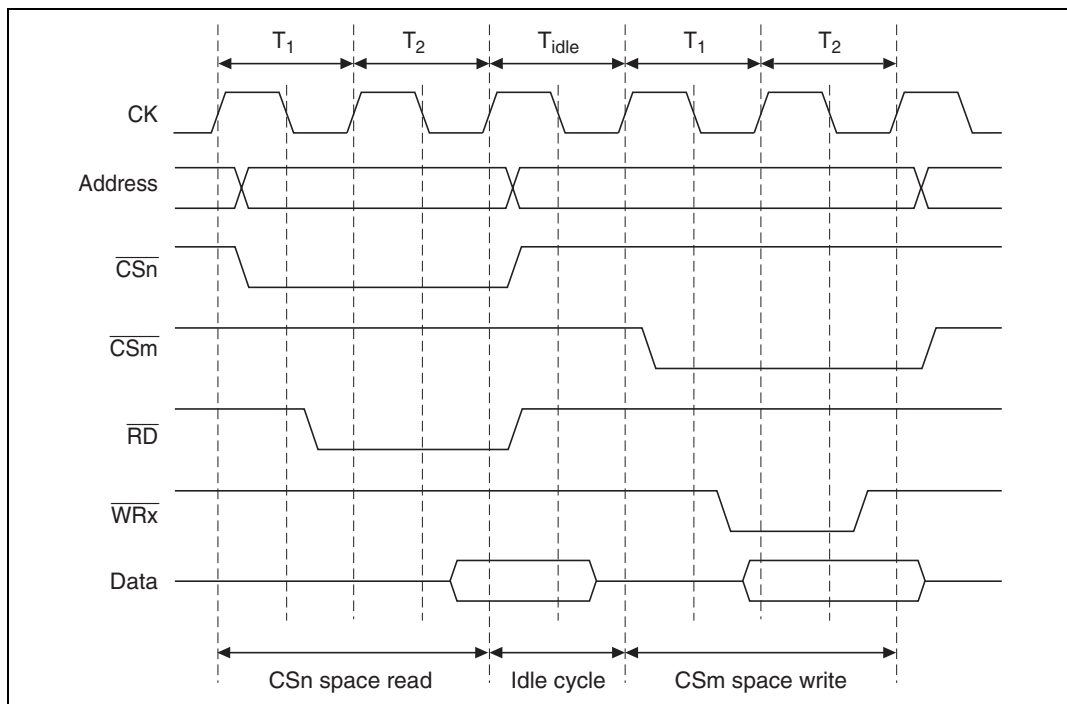 T1 T2 Tidle T1 T2
CK
Address
CSn
CSm
RD
WRx
Data
CSn space read Idle cycle CSm space write